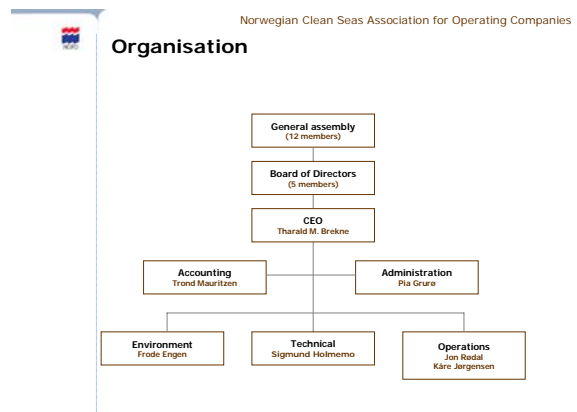 Norwegian Clean Seas Association for Operating Companies
NOFO
Organisation
General assembly
(12 members)
Board of Directors
(5 members)
CEO
Tharald M. Brekne
Accounting
Trond Mauritzen
Administration
Pia Grurø
Environment
Frode Engen
Technical
Sigmund Holmemo
Operations
Jon Rødal
Kåre Jørgensen